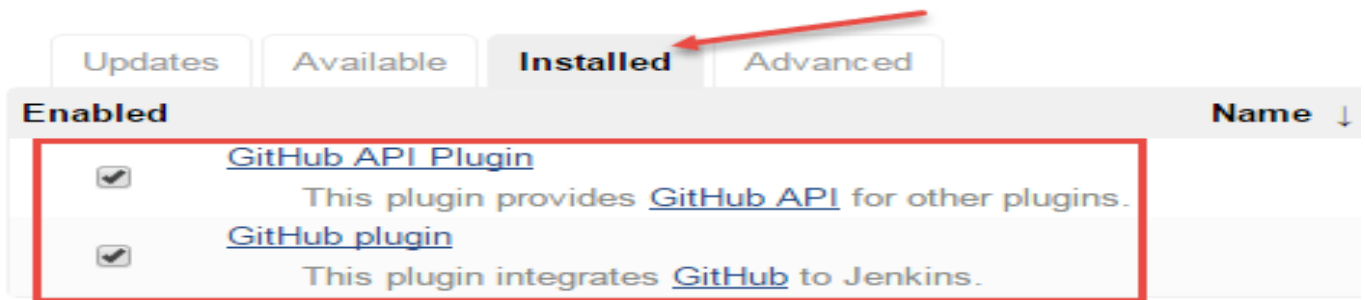 Updates Available Installed Advanced
Enabled Name ↓
GitHub API Plugin
This plugin provides GitHub API for other plugins.
GitHub plugin
This plugin integrates GitHub to Jenkins.